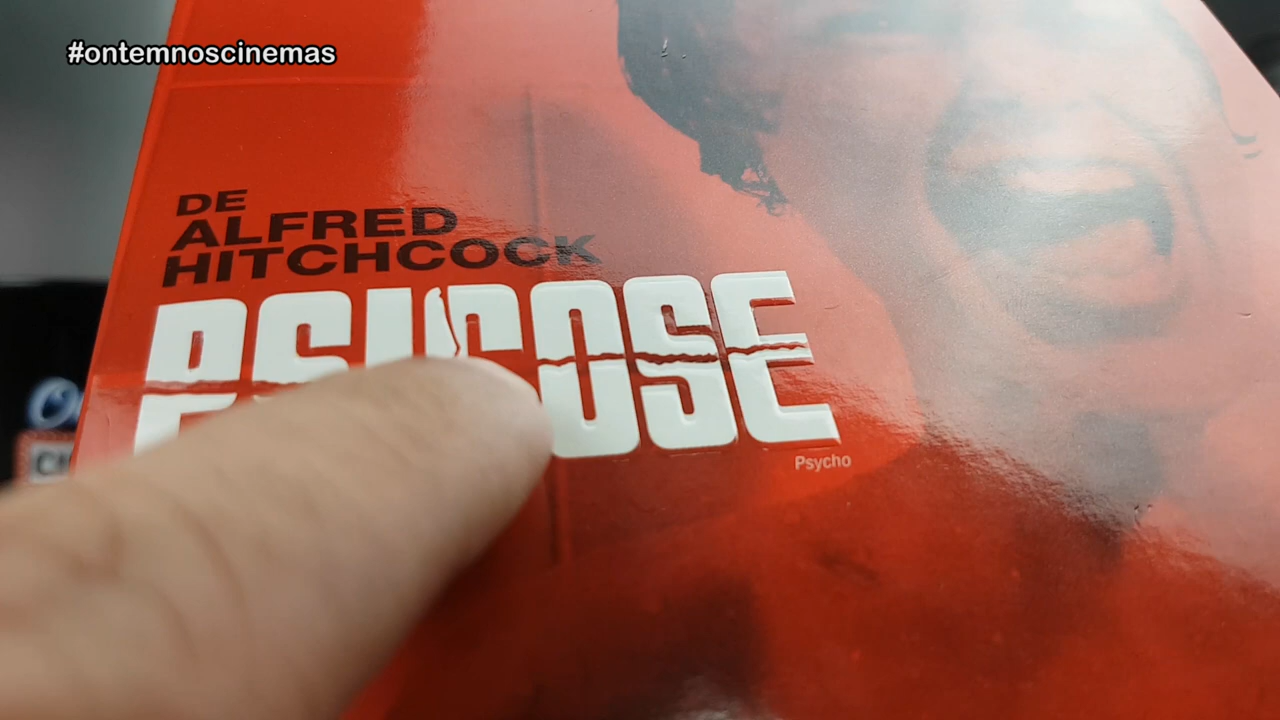 #ontemnoscinemas
DE
ALFRED
HITCHCOCK
PSICOSE
Psycho